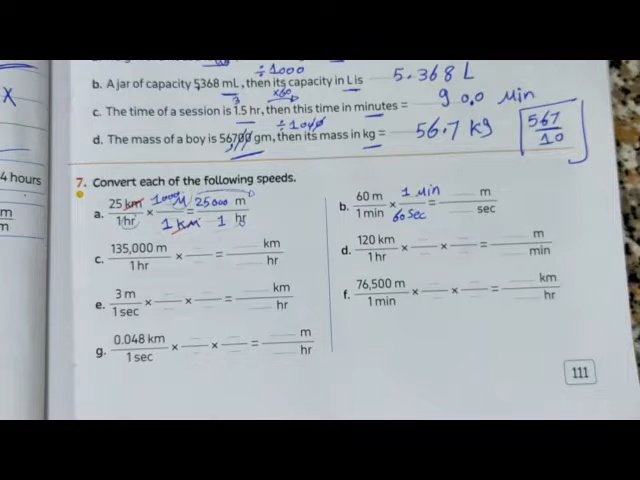 ÷1000
b. A jar of capacity 5368 mL, then its capacity in L is 5.368 L
×60
c. The time of a session is 1.5 hr, then this time in minutes = 90.0 Min
÷1000
d. The mass of a boy is 56700 gm, then its mass in kg = 56.7 kg
567/10
x
4 hours
m
m
7. Convert each of the following speeds.
a. 25 km/1 hr × 1000 M/1 KM = 25000 m/1 hr
b. 60 m/1 min × 1 Min/60 Sec = m/sec
c. 135,000 m/1 hr × = km/hr
d. 120 km/1 hr × × = m/min
e. 3 m/1 sec × × = km/hr
f. 76,500 m/1 min × × = km/hr
g. 0.048 km/1 sec × × = m/hr
111